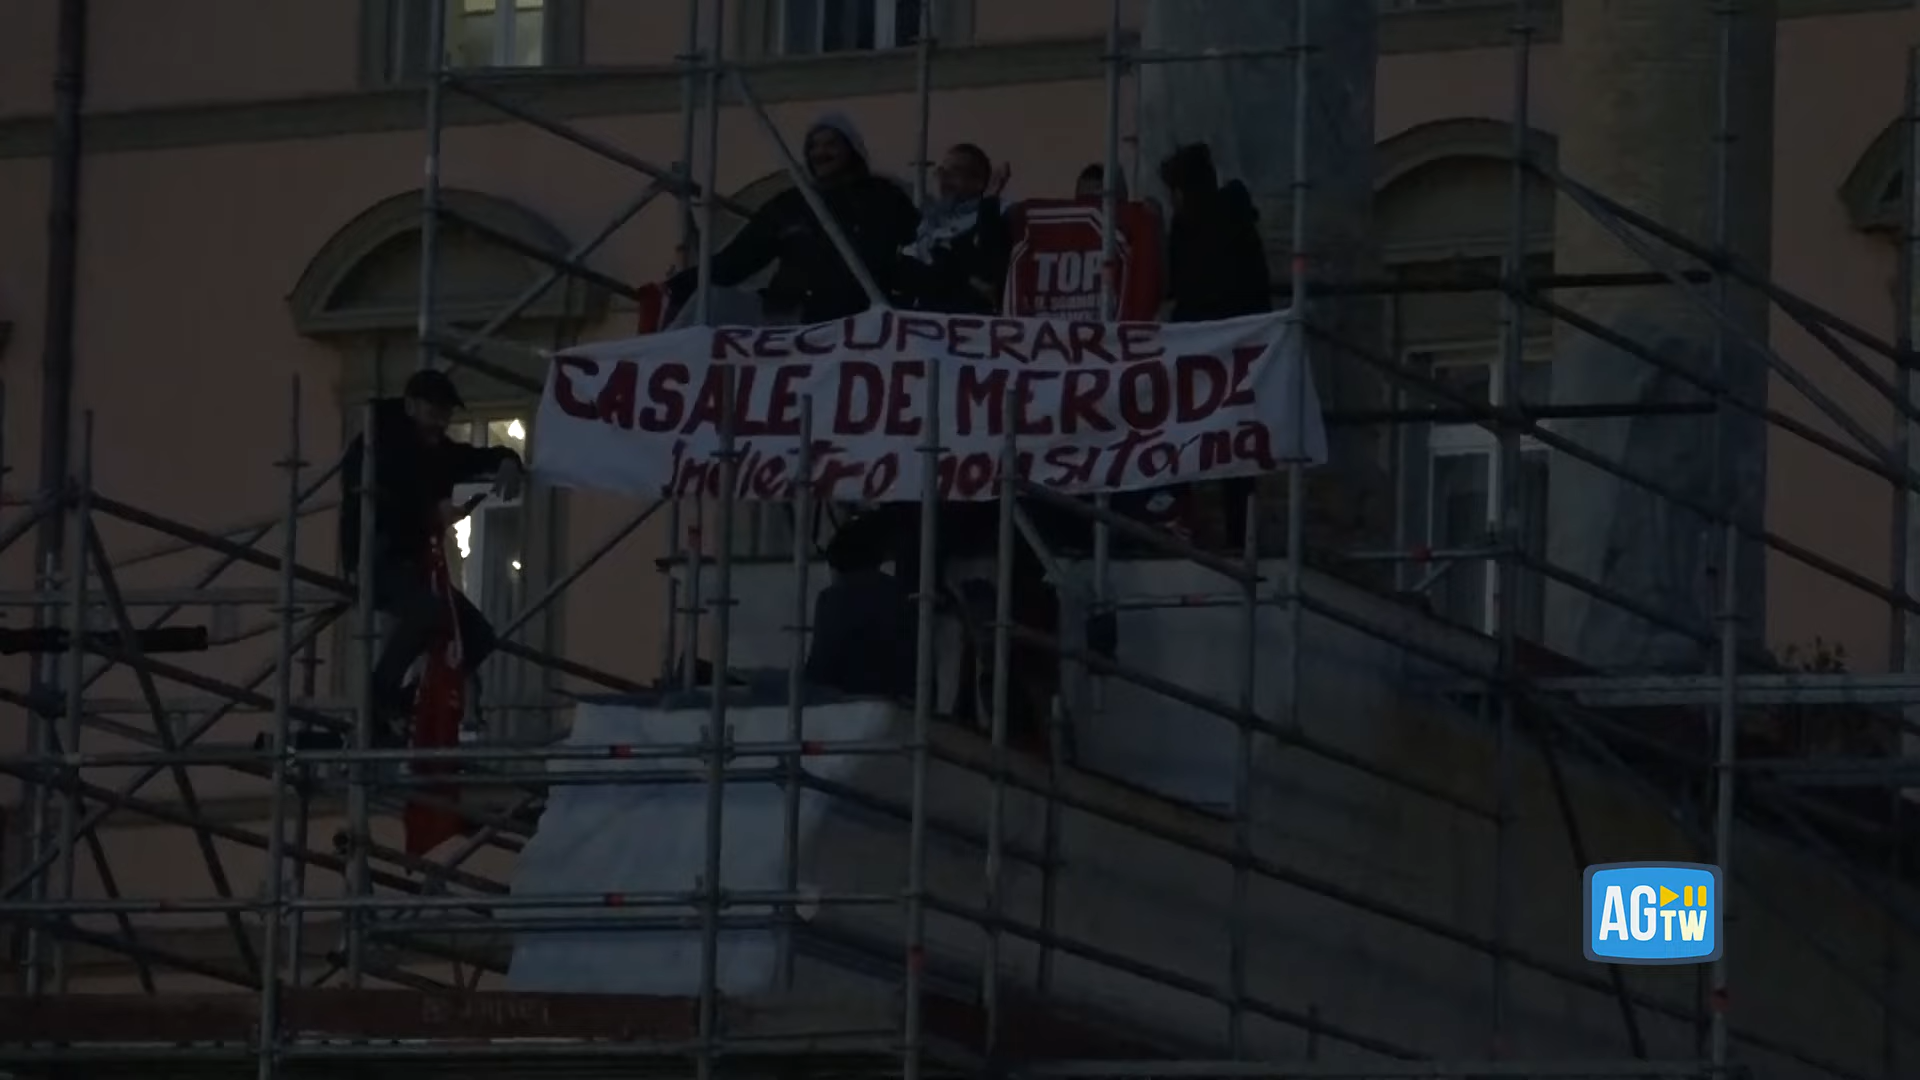 TOP
RECUPERARE
CASALE DE MERODE
Indietro non si torna
AG
TW